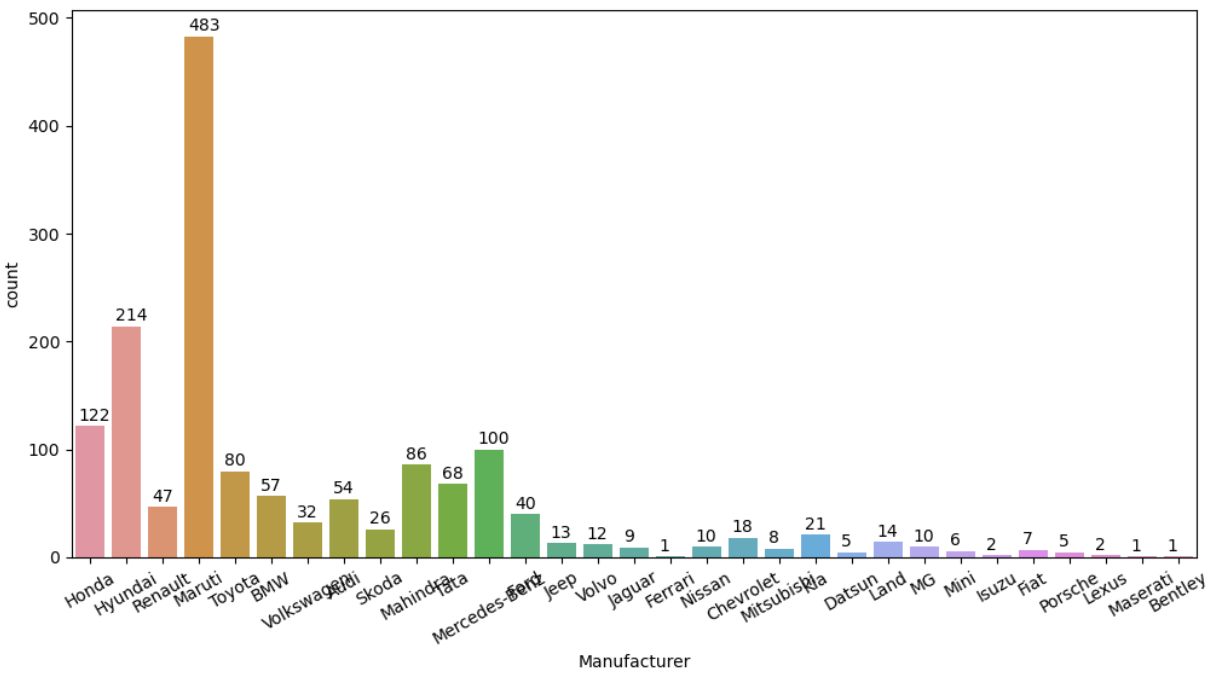 500
400
300
200
100
0
count
122
214
47
483
80
57
32
54
26
86
68
100
40
13
12
9
1
10
18
8
21
5
14
10
6
2
7
5
2
1
1
Honda
Hyundai
Renault
Maruti
Toyota
BMW
Volkswagen
Audi
Skoda
Mahindra
Tata
Mercedes-Benz
Ford
Jeep
Volvo
Jaguar
Ferrari
Nissan
Chevrolet
Mitsubishi
Kia
Datsun
Land
MG
Mini
Isuzu
Fiat
Porsche
Lexus
Maserati
Bentley
Manufacturer